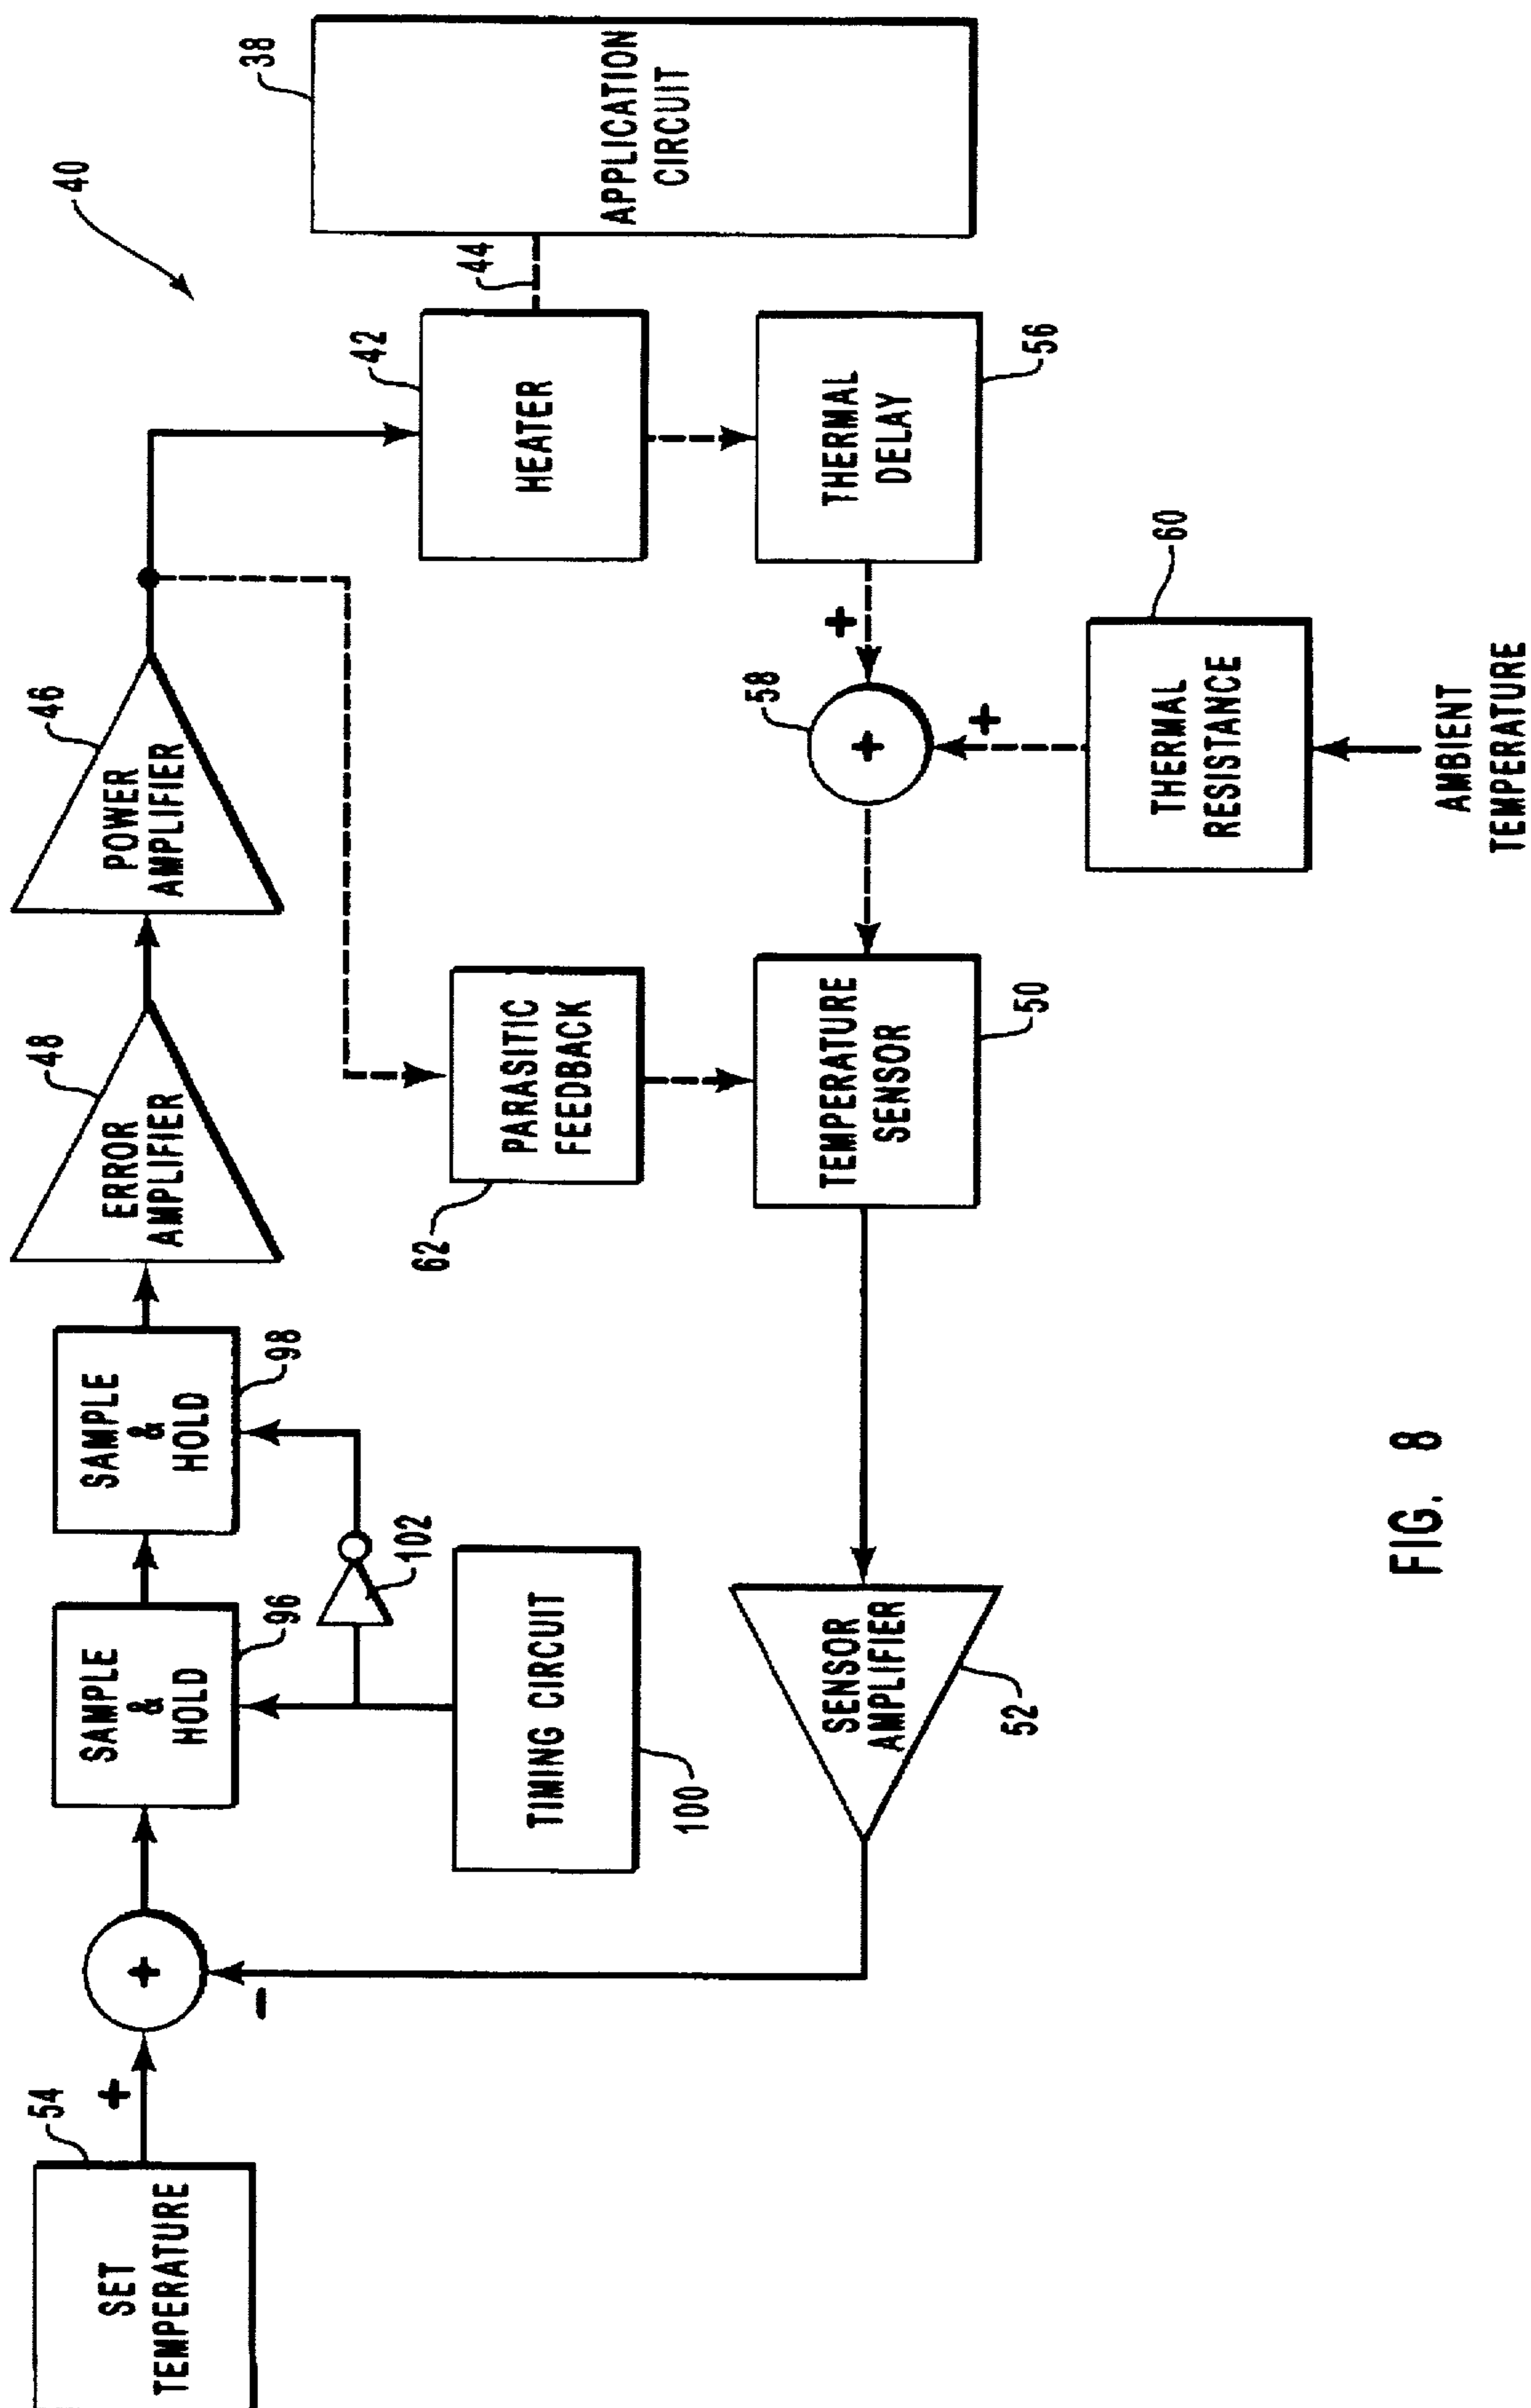 40
54
SET
TEMPERATURE
+
+
–
SAMPLE
&
HOLD
96
SAMPLE
&
HOLD
98
ERROR
AMPLIFIER
48
POWER
AMPLIFIER
46
102
TIMING CIRCUIT
100
PARASITIC
FEEDBACK
62
HEATER
42
44
APPLICATION
CIRCUIT
38
SENSOR
AMPLIFIER
52
TEMPERATURE
SENSOR
50
58
+
+
+
THERMAL
DELAY
56
THERMAL
RESISTANCE
60
AMBIENT
TEMPERATURE
FIG. 8